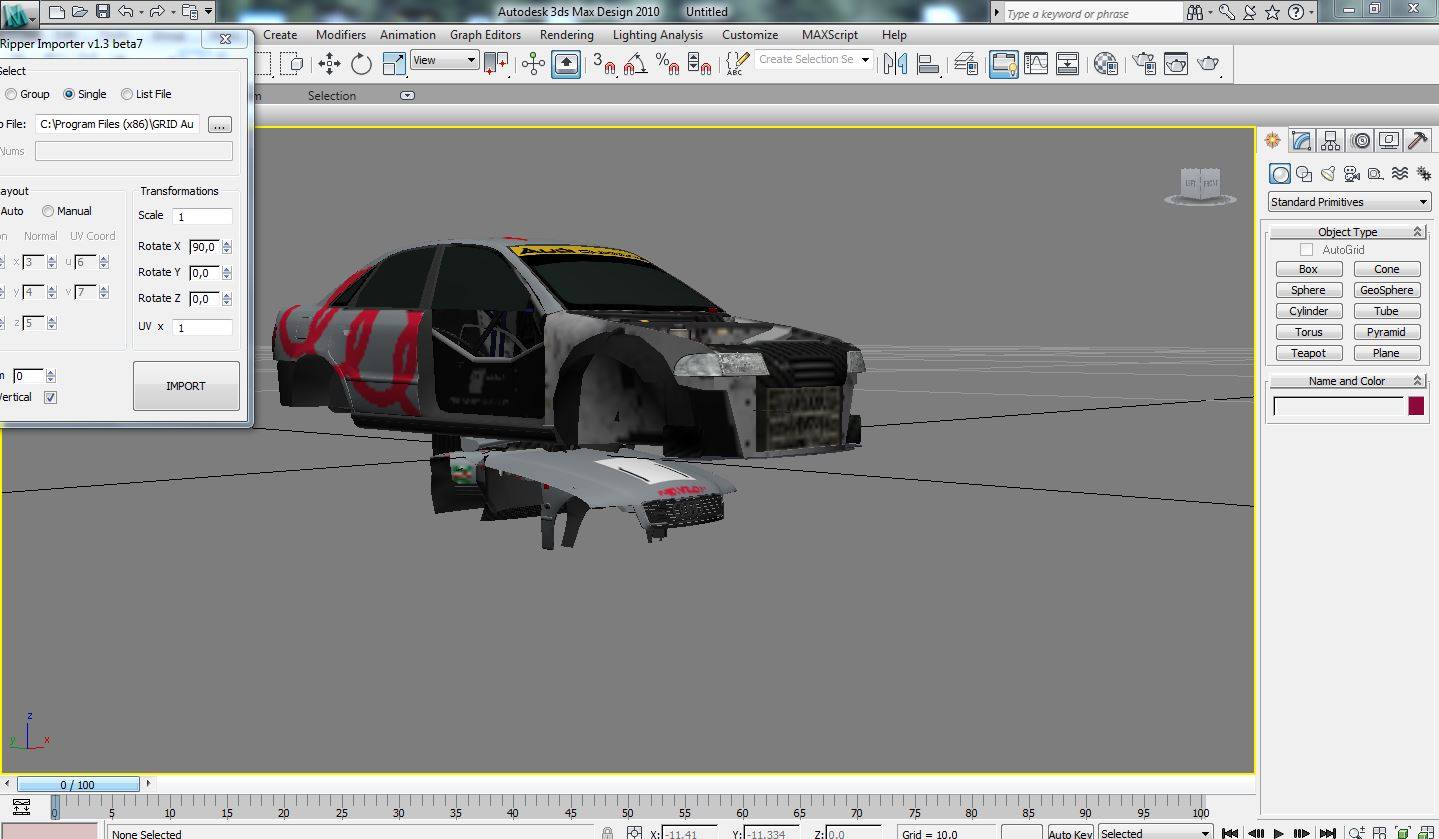 Autodesk 3ds Max Design 2010 Untitled
Type a keyword or phrase
Ripper Importer v1.3 beta7
Create Modifiers Animation Graph Editors Rendering Lighting Analysis Customize MAXScript Help
Select
View
3
%
ABC
Create Selection Se
Group Single List File
Selection
File: C:\Program Files (x86)\GRID Au ...
Nums
ayout Transformations
Auto Manual Scale 1
Normal UV Coord
x 3 u 6 Rotate X 90,0
y 4 v 7 Rotate Y 0,0
z 5 Rotate Z 0,0
UV x 1
0
Vertical
IMPORT
Standard Primitives
Object Type
AutoGrid
Box Cone
Sphere GeoSphere
Cylinder Tube
Torus Pyramid
Teapot Plane
Name and Color
z
y x
0 / 100
0 5 10 15 20 25 30 35 40 45 50 55 60 65 70 75 80 85 90 95 100
None Selected X: -11.41 Y: -11.334 Z: 0.0 Grid = 10.0 Auto Key Selected